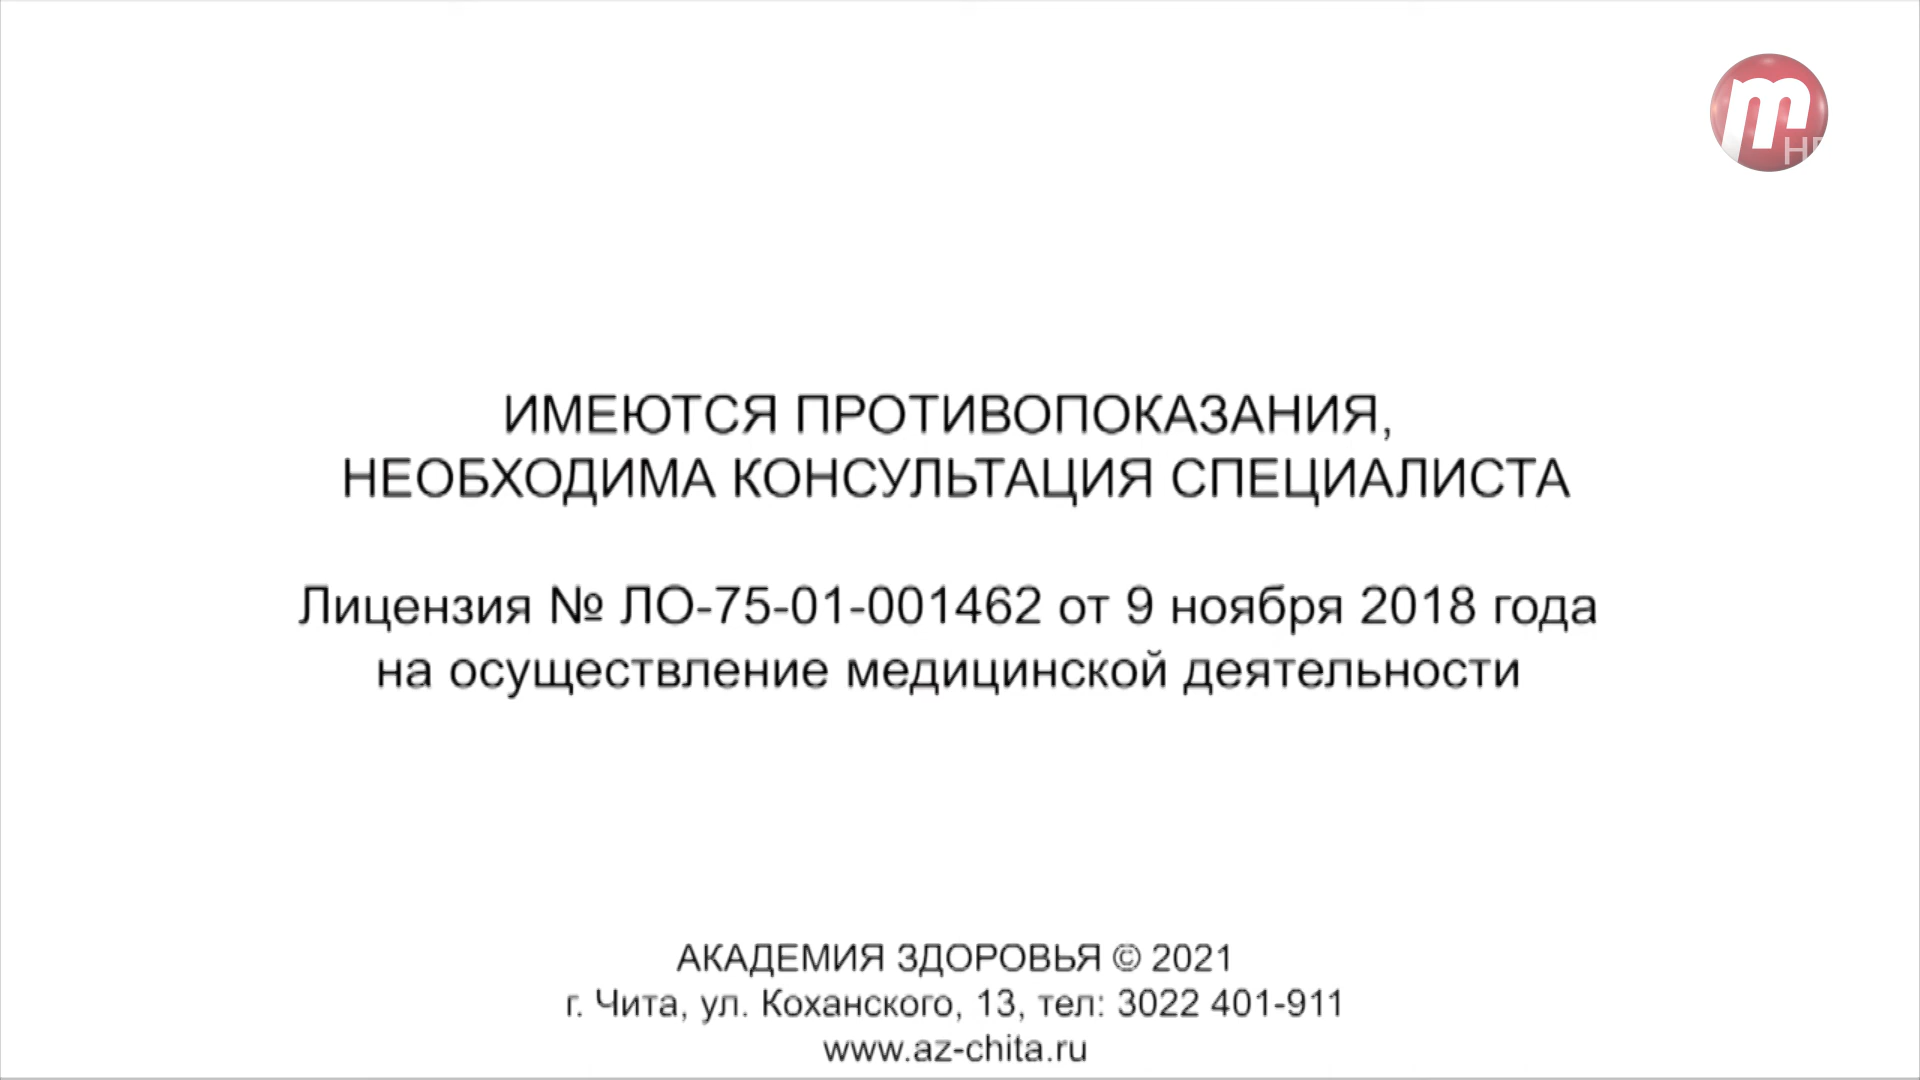 m
HD
ИМЕЮТСЯ ПРОТИВОПОКАЗАНИЯ,
НЕОБХОДИМА КОНСУЛЬТАЦИЯ СПЕЦИАЛИСТА
Лицензия № ЛО-75-01-001462 от 9 ноября 2018 года
на осуществление медицинской деятельности
АКАДЕМИЯ ЗДОРОВЬЯ © 2021
г. Чита, ул. Коханского, 13, тел: 3022 401-911
www.az-chita.ru